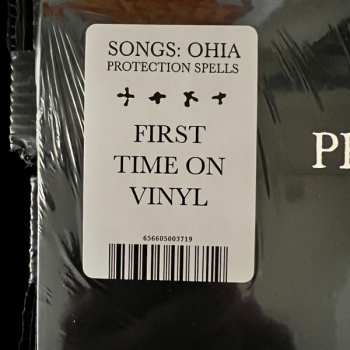 SONGS: OHIA
PROTECTION SPELLS
FIRST
TIME ON
VINYL
656605003719